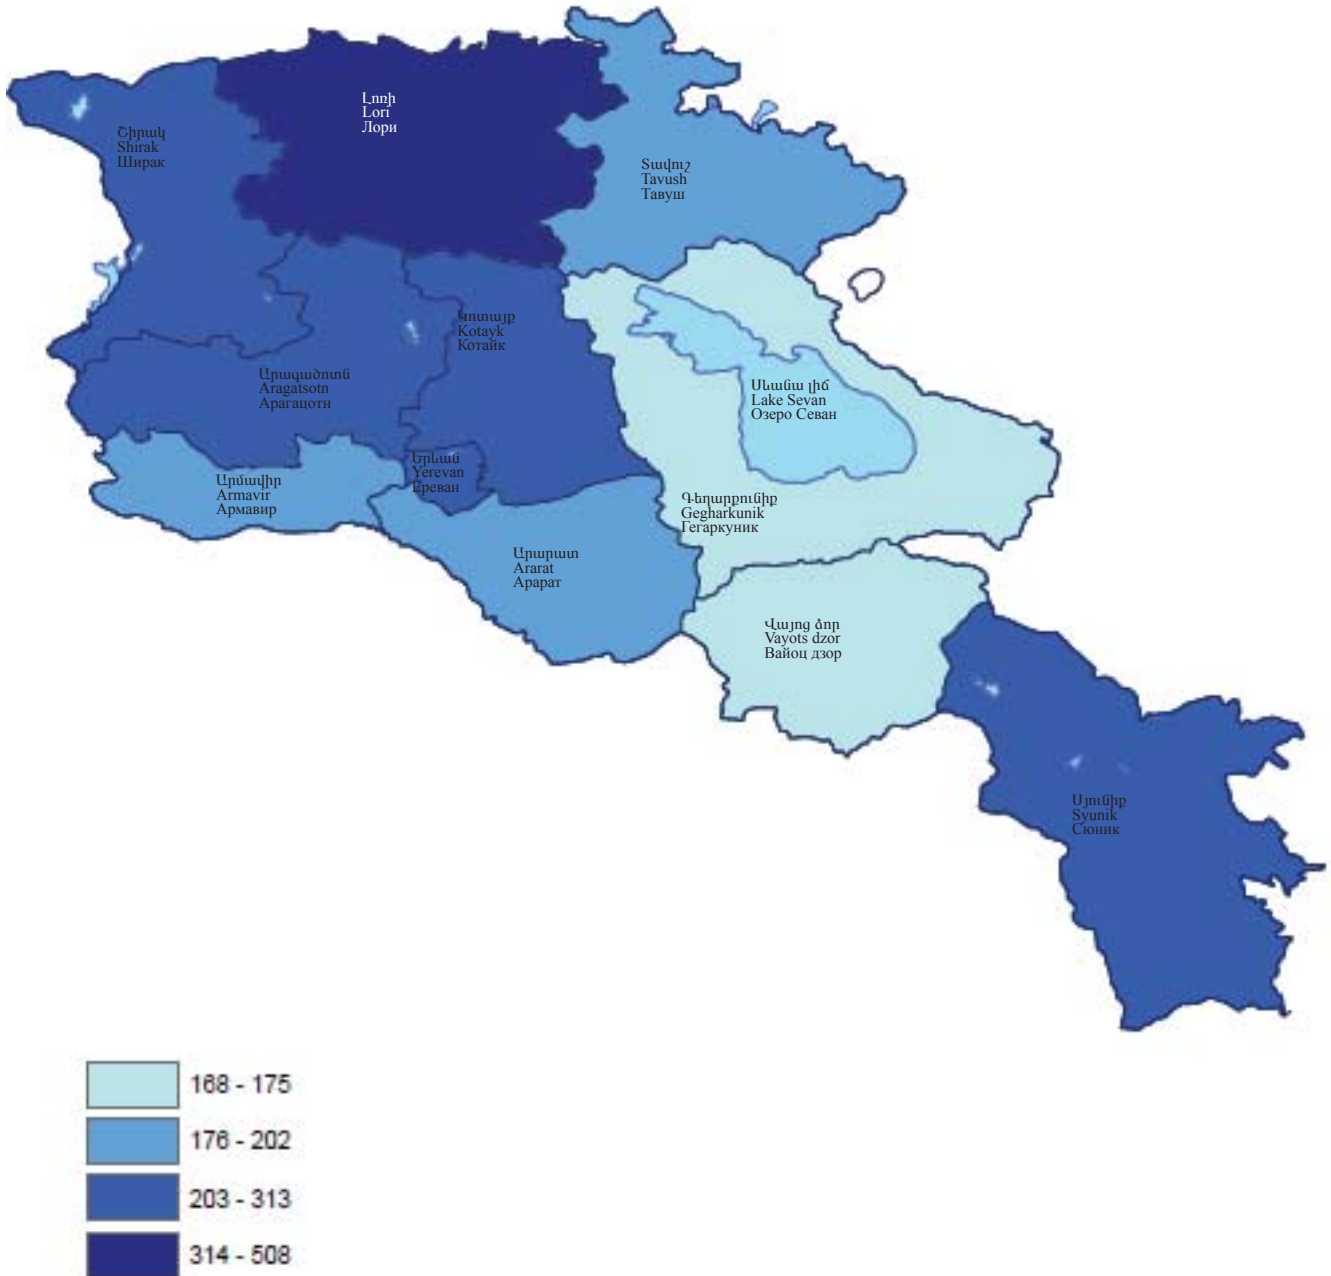 Լոռի
Lori
Лори
Շիրակ
Shirak
Ширак
Տավուշ
Tavush
Тавуш
Կոտայք
Kotayk
Котайк
Արագածոտն
Aragatsotn
Арагацотн
Սևանա լիճ
Lake Sevan
Озеро Севан
Երևան
Yerevan
Ереван
Արմավիր
Armavir
Армавир
Գեղարքունիք
Gegharkunik
Гегаркуник
Արարատ
Ararat
Арарат
Վայոց ձոր
Vayots dzor
Вайоц дзор
Սյունիք
Syunik
Сюник
168 - 175
176 - 202
203 - 313
314 - 508